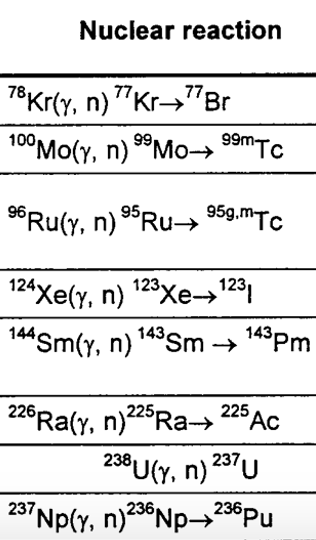 Nuclear reaction
⁷⁸Kr(γ, n) ⁷⁷Kr→⁷⁷Br
¹⁰⁰Mo(γ, n) ⁹⁹Mo→ ⁹⁹ᵐTc
⁹⁶Ru(γ, n) ⁹⁵Ru→ ⁹⁵ᵍ,ᵐTc
¹²⁴Xe(γ, n) ¹²³Xe→¹²³I
¹⁴⁴Sm(γ, n) ¹⁴³Sm → ¹⁴³Pm
²²⁶Ra(γ, n)²²⁵Ra→ ²²⁵Ac
²³⁸U(γ, n) ²³⁷U
²³⁷Np(γ, n)²³⁶Np→²³⁶Pu